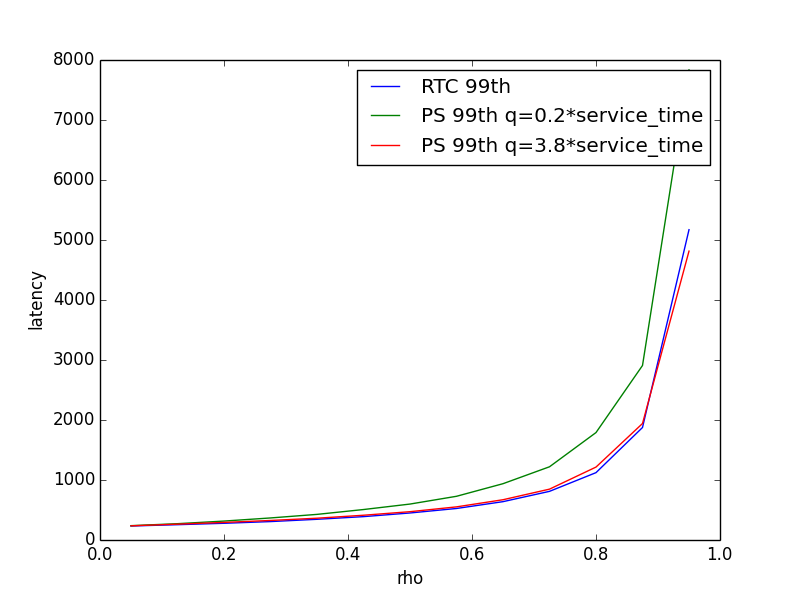 8000
7000
6000
5000
4000
3000
2000
1000
0
latency
RTC 99th
PS 99th q=0.2*service_time
PS 99th q=3.8*service_time
0.0 0.2 0.4 0.6 0.8 1.0
rho